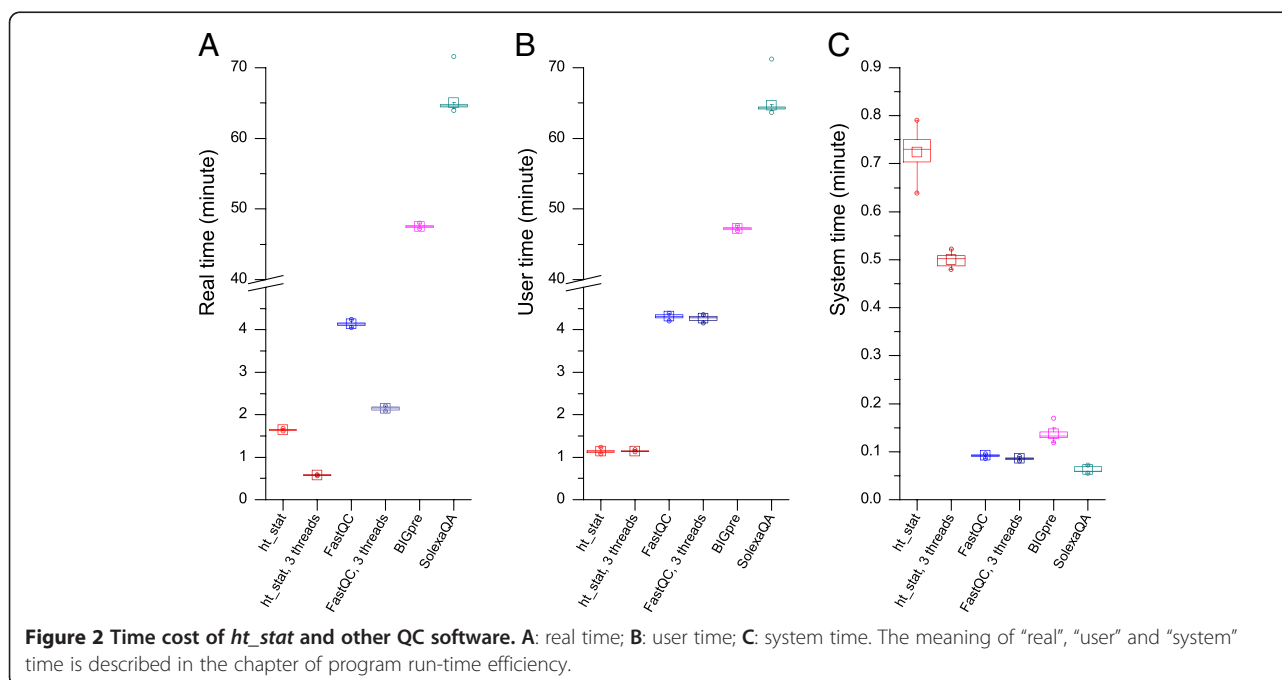 A
Real time (minute)
70
60
50
40
4
3
2
1
0
ht_stat
ht_stat, 3 threads
FastQC
FastQC, 3 threads
BIGpre
SolexaQA
B
User time (minute)
70
60
50
40
4
3
2
1
0
ht_stat
ht_stat, 3 threads
FastQC
FastQC, 3 threads
BIGpre
SolexaQA
C
System time (minute)
0.9
0.8
0.7
0.6
0.5
0.4
0.3
0.2
0.1
0.0
ht_stat
ht_stat, 3 threads
FastQC
FastQC, 3 threads
BIGpre
SolexaQA
Figure 2 Time cost of ht_stat and other QC software. A: real time; B: user time; C: system time. The meaning of “real”, “user” and “system”
time is described in the chapter of program run-time efficiency.